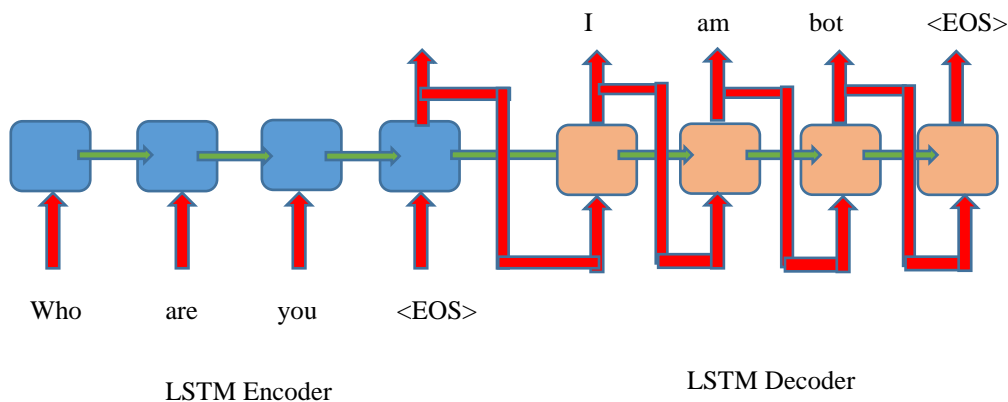 I am bot <EOS>
Who are you <EOS>
LSTM Encoder
LSTM Decoder